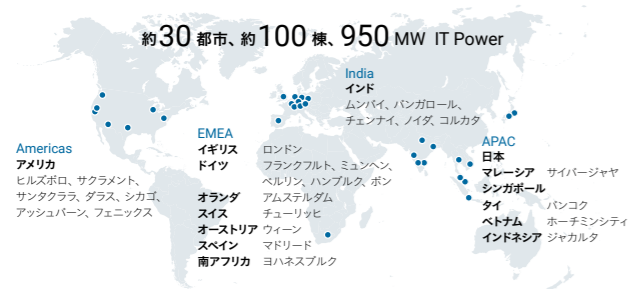 約30 都市、約100 棟、950 MW IT Power
India
インド
ムンバイ、バンガロール、
チェンナイ、ノイダ、コルカタ
Americas
アメリカ
ヒルズボロ、サクラメント、
サンタクララ、ダラス、シカゴ、
アッシュバーン、フェニックス
EMEA
イギリス ロンドン
ドイツ フランクフルト、ミュンヘン、
ベルリン、ハンブルク、ボン
オランダ アムステルダム
スイス チューリッヒ
オーストリア ウィーン
スペイン マドリード
南アフリカ ヨハネスブルク
APAC
日本
マレーシア サイバージャヤ
シンガポール
タイ バンコク
ベトナム ホーチミンシティ
インドネシア ジャカルタ